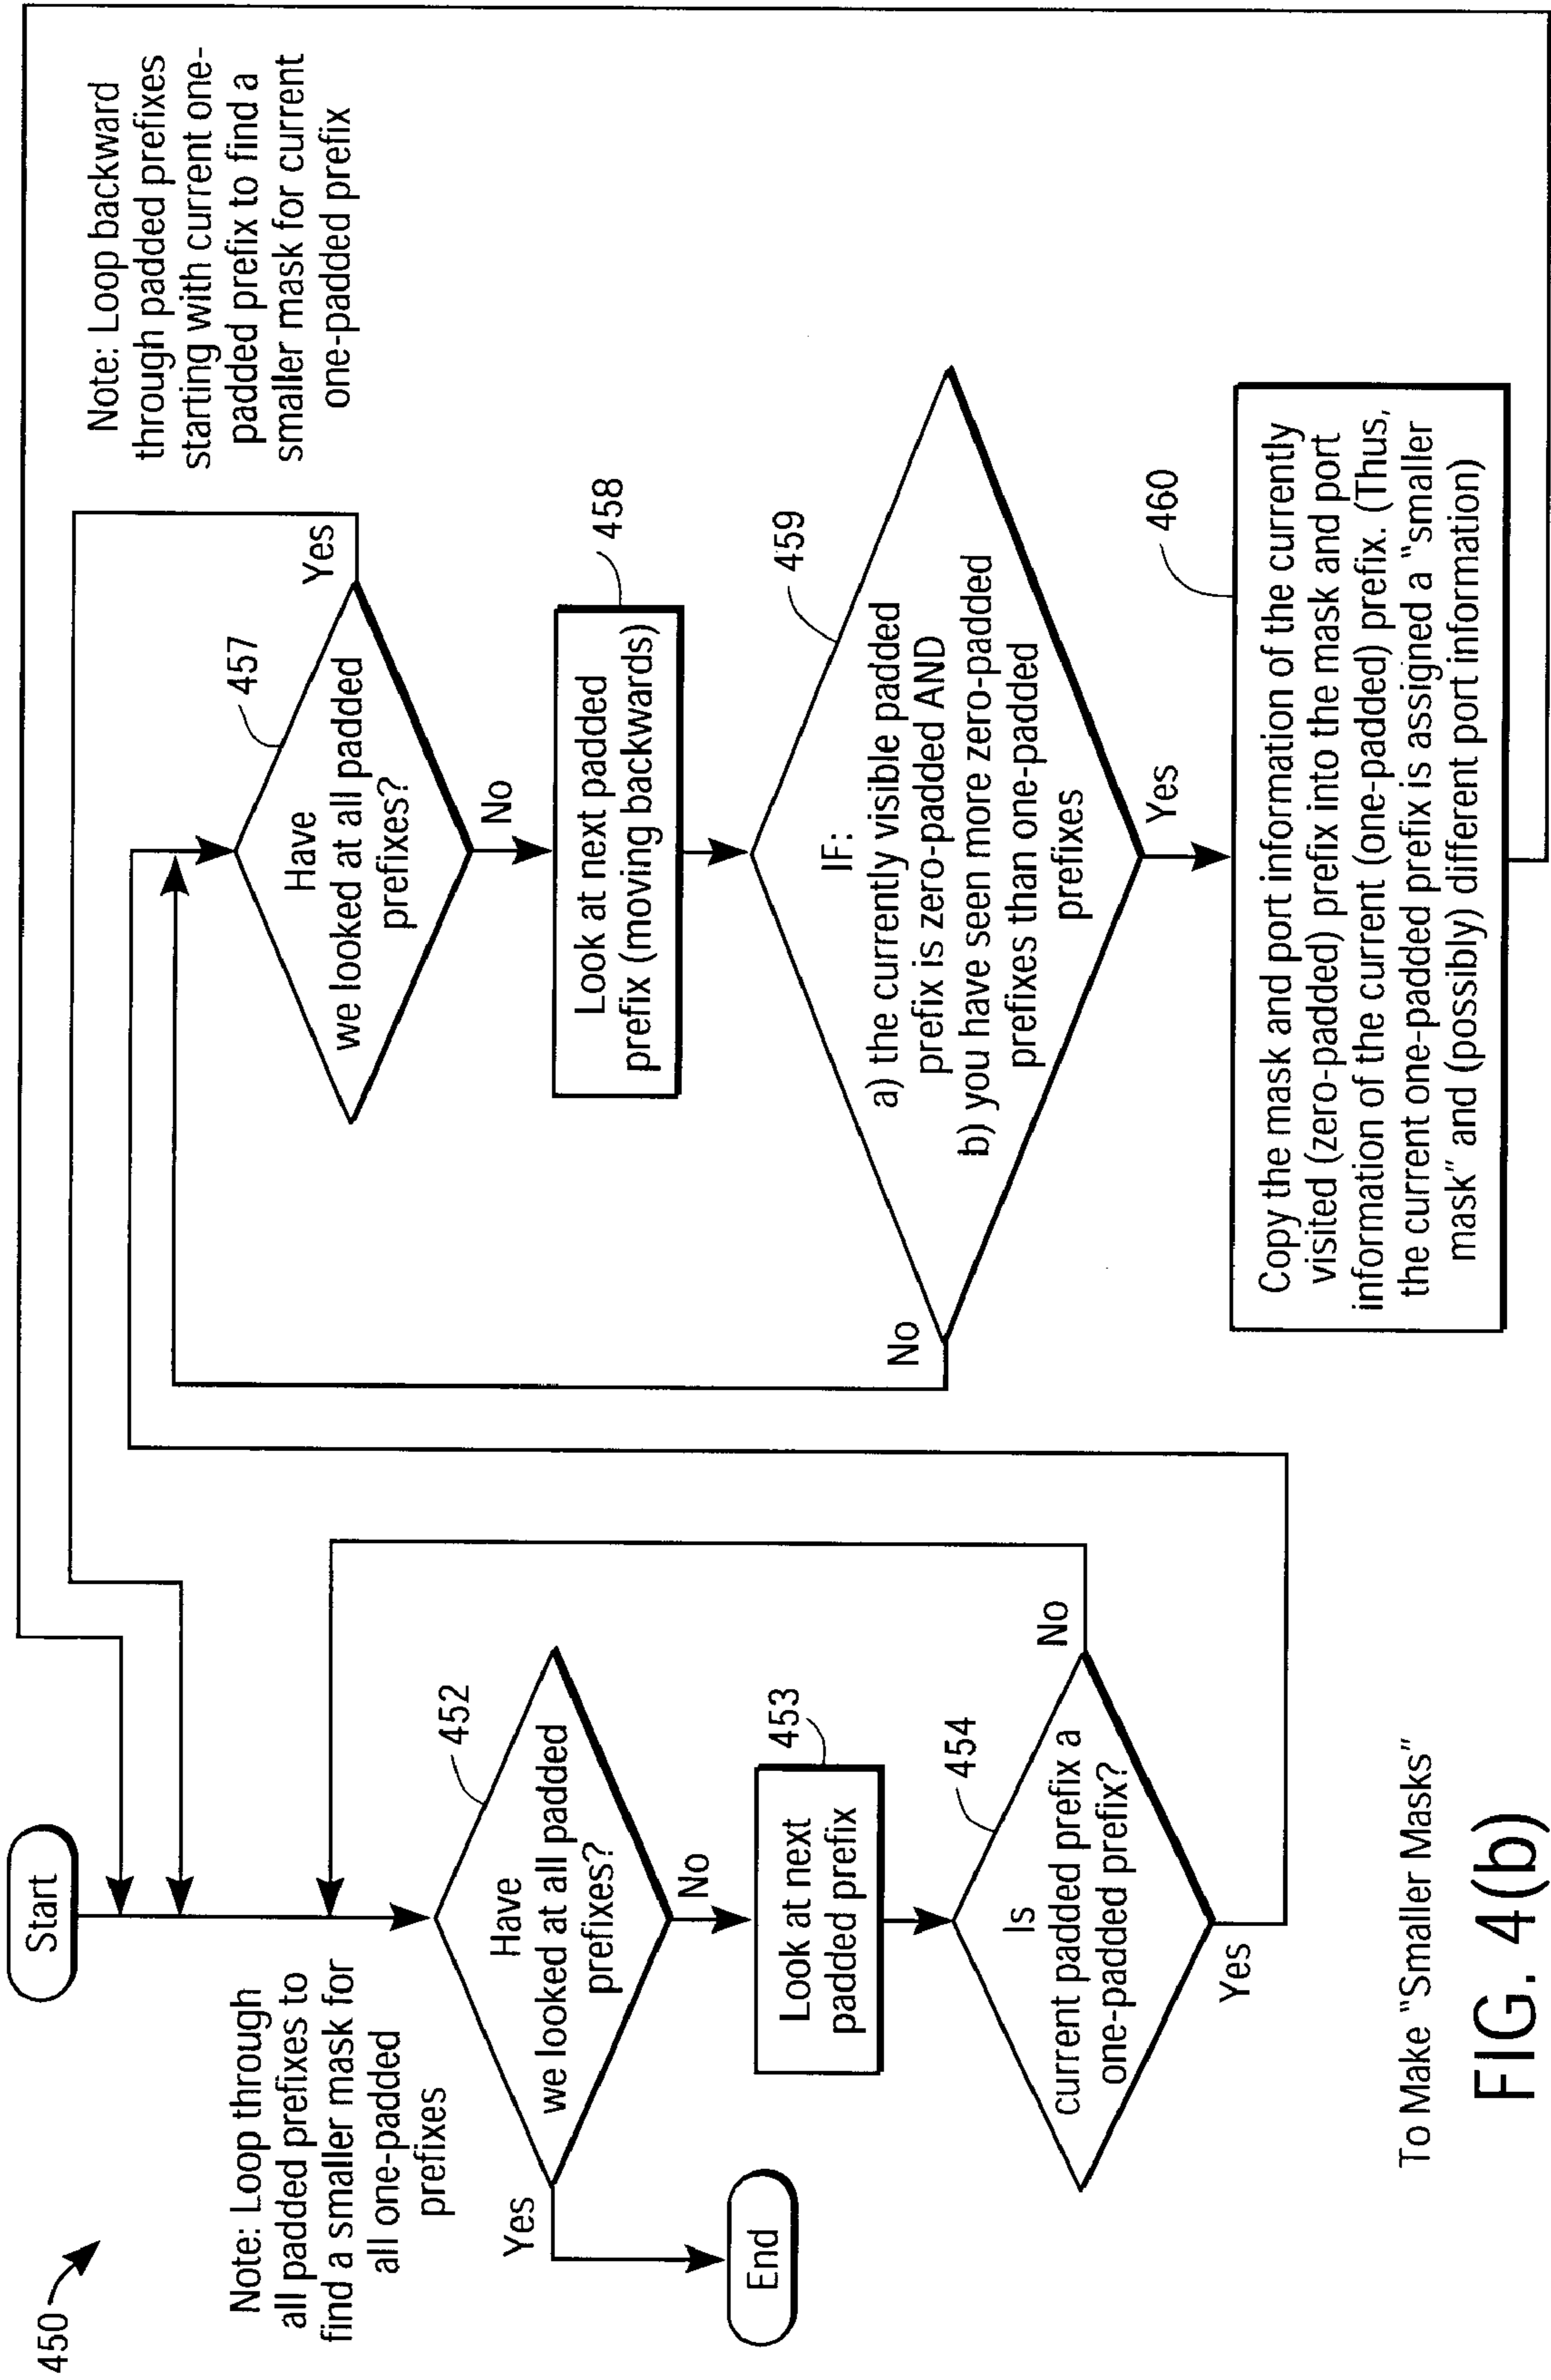 450
Start
Note: Loop through
all padded prefixes to
find a smaller mask for
all one-padded
prefixes
452
Have
we looked at all padded
prefixes?
Yes
No
End
453
Look at next
padded prefix
454
Is
current padded prefix a
one-padded prefix?
No
Yes
Note: Loop backward
through padded prefixes
starting with current one-
padded prefix to find a
smaller mask for current
one-padded prefix
457
Have
we looked at all padded
prefixes?
Yes
No
458
Look at next padded
prefix (moving backwards)
459
IF:
a) the currently visible padded
prefix is zero-padded AND
b) you have seen more zero-padded
prefixes than one-padded
prefixes
No
Yes
460
Copy the mask and port information of the currently
visited (zero-padded) prefix into the mask and port
information of the current (one-padded) prefix. (Thus,
the current one-padded prefix is assigned a "smaller
mask" and (possibly) different port information)
To Make "Smaller Masks"
FIG. 4(b)